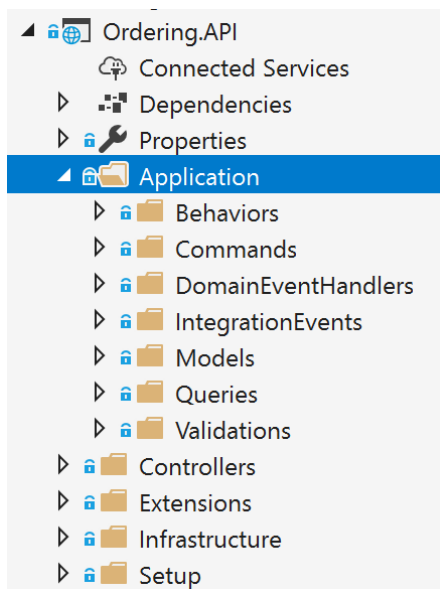 Ordering.API
Connected Services
Dependencies
Properties
Application
Behaviors
Commands
DomainEventHandlers
IntegrationEvents
Models
Queries
Validations
Controllers
Extensions
Infrastructure
Setup